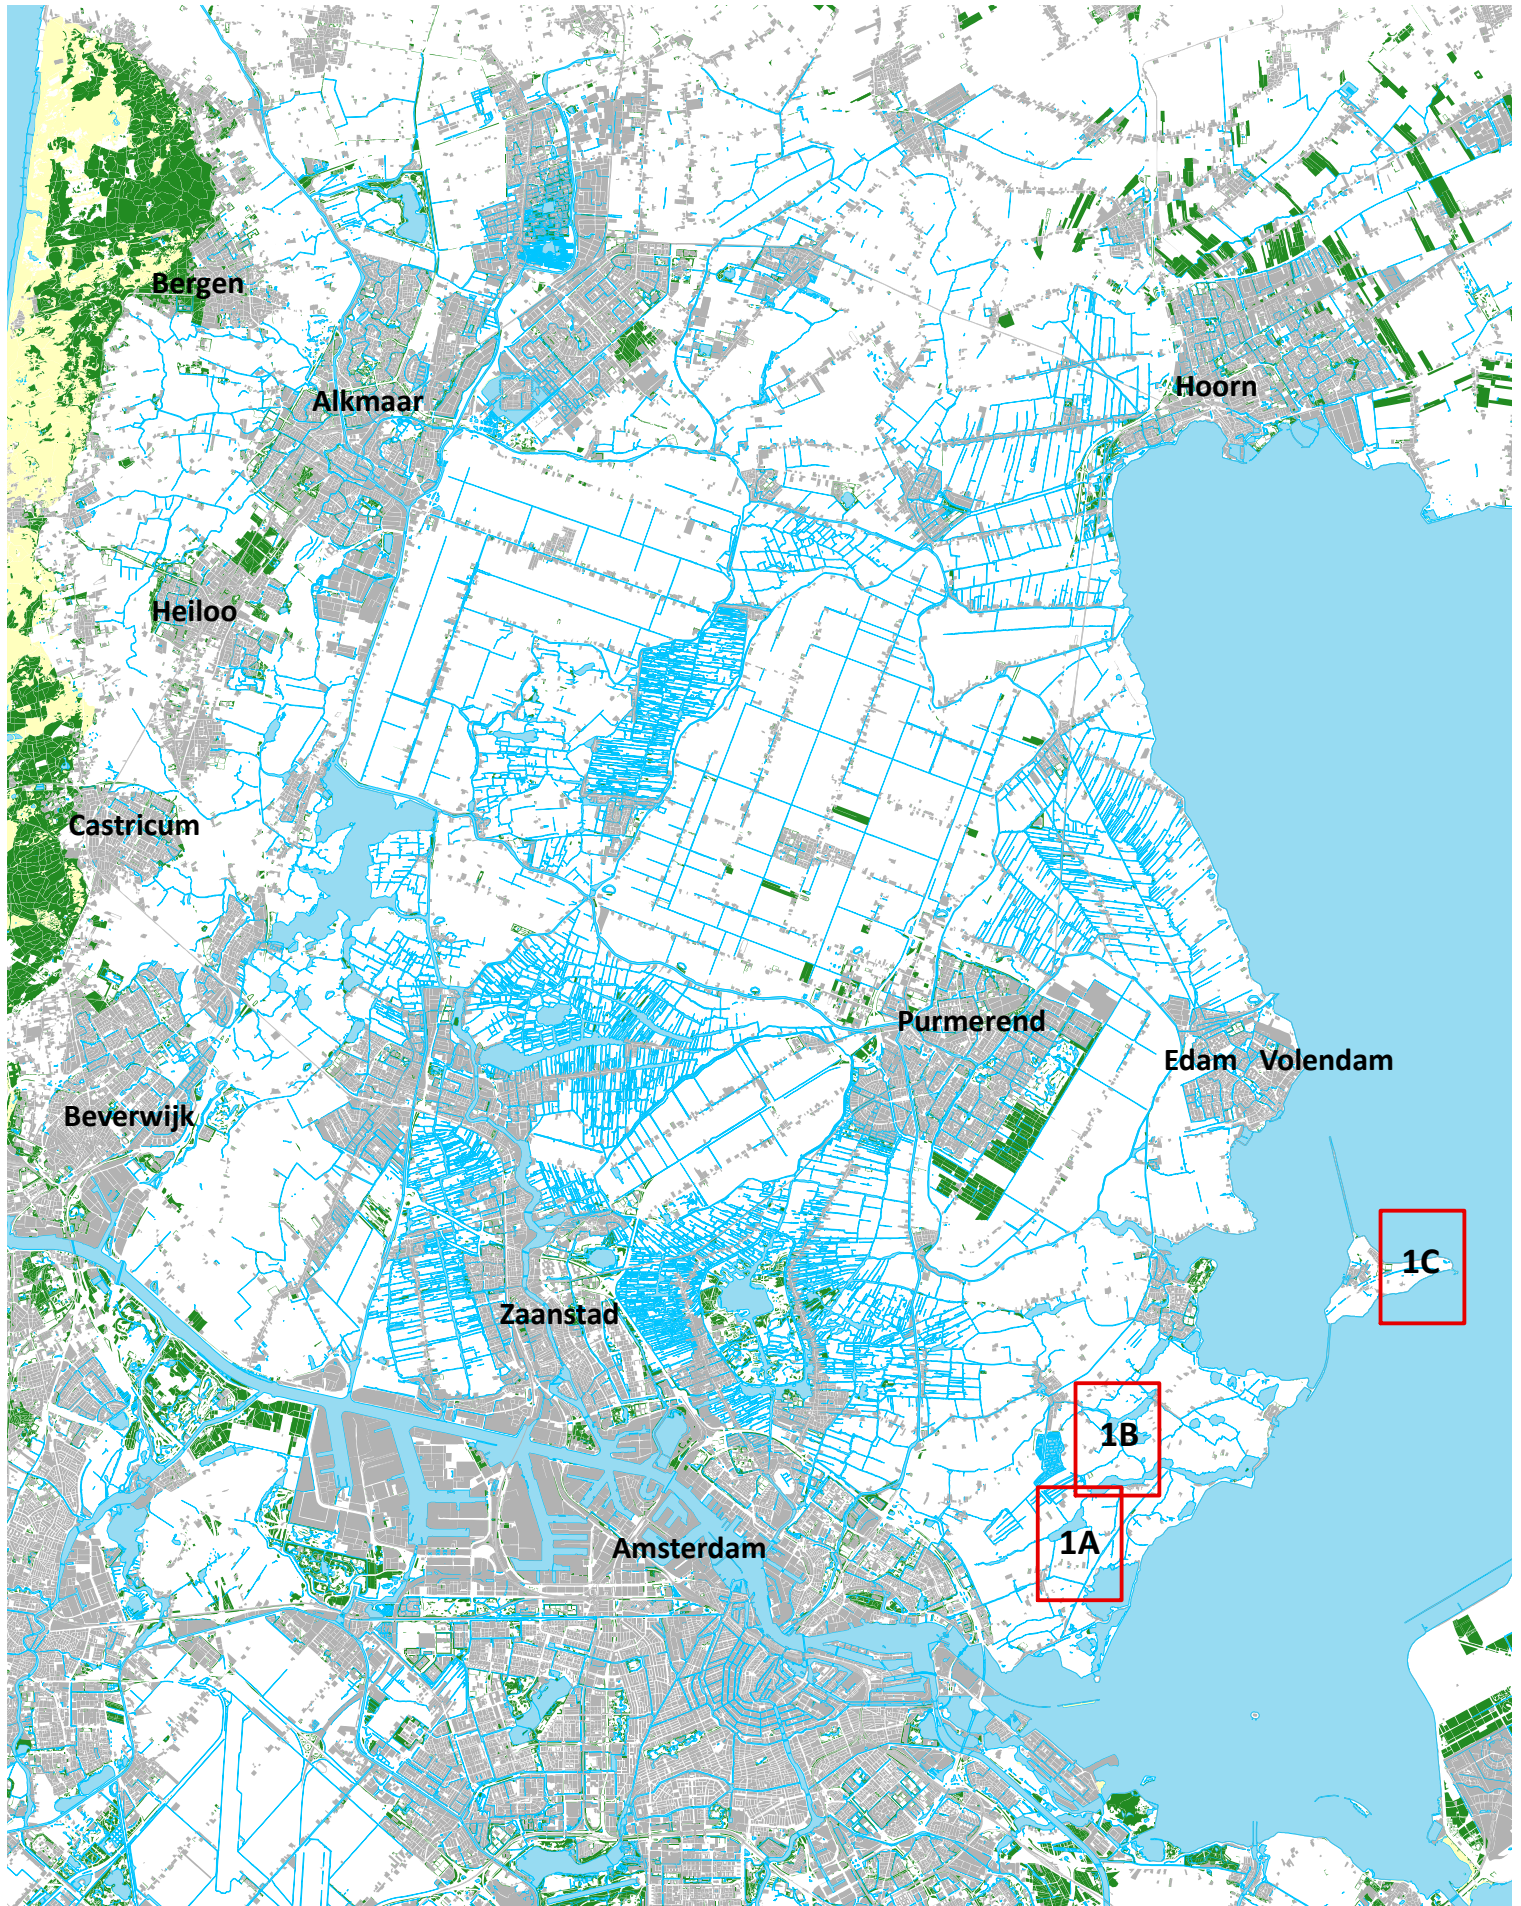 Bergen
Alkmaar
Hoorn
Heiloo
Castricum
Purmerend
Edam Volendam
Beverwijk
1C
Zaanstad
1B
1A
Amsterdam